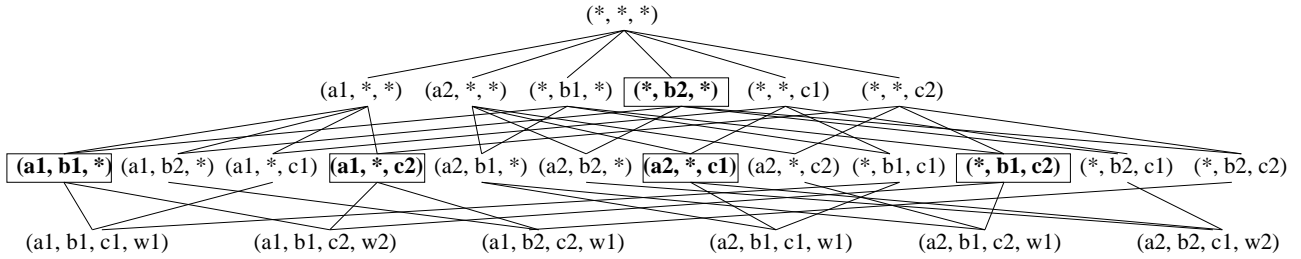 (*, *, *)
(a1, *, *) (a2, *, *) (*, b1, *) (*, b2, *) (*, *, c1) (*, *, c2)
(a1, b1, *) (a1, b2, *) (a1, *, c1) (a1, *, c2) (a2, b1, *) (a2, b2, *) (a2, *, c1) (a2, *, c2) (*, b1, c1) (*, b1, c2) (*, b2, c1) (*, b2, c2)
(a1, b1, c1, w1) (a1, b1, c2, w2) (a1, b2, c2, w1) (a2, b1, c1, w1) (a2, b1, c2, w1) (a2, b2, c1, w2)